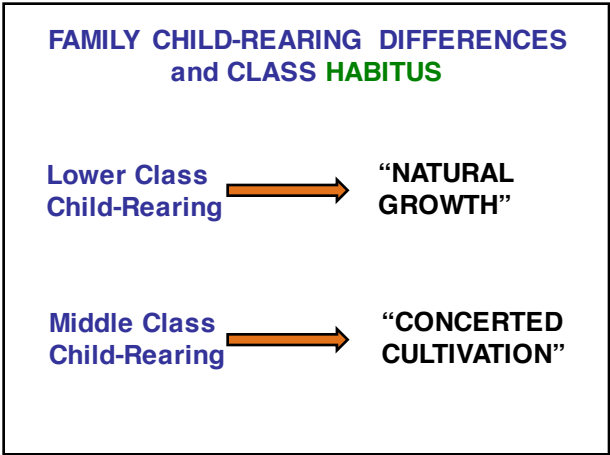 FAMILY CHILD-REARING DIFFERENCES
and CLASS HABITUS
Lower Class
Child-Rearing
“NATURAL
GROWTH”
Middle Class
Child-Rearing
“CONCERTED
CULTIVATION”